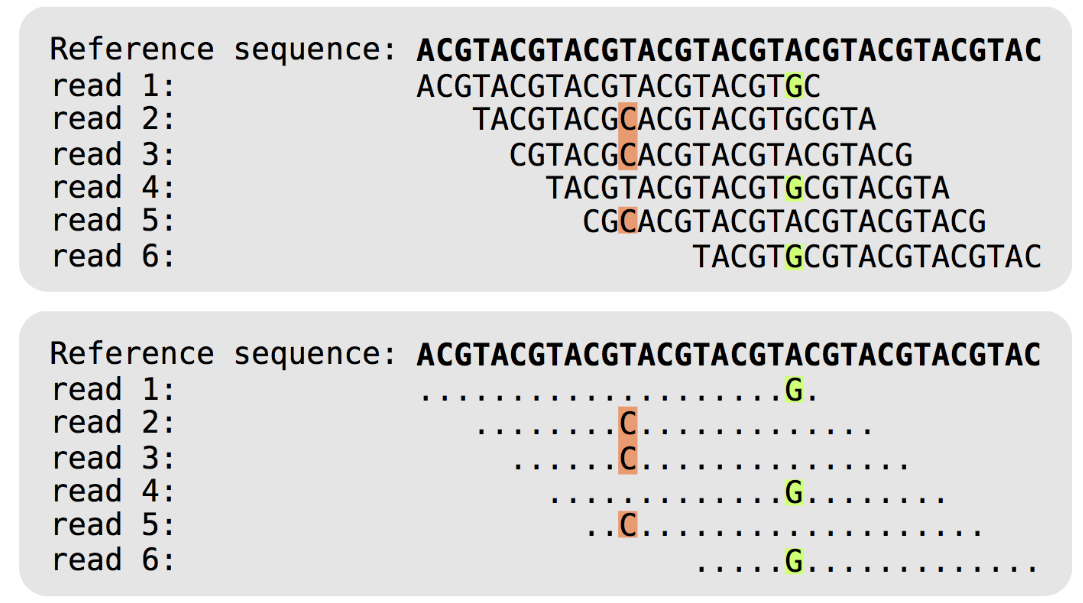 Reference sequence: ACGTACGTACGTACGTACGTACGTACGTACGTAC
read 1: ACGTACGTACGTACGTACGTGC
read 2: TACGTACGCACGTACGTGCGTA
read 3: CGTACGCACGTACGTACGTACG
read 4: TACGTACGTACGTGCGTACGTA
read 5: CGCACGTACGTACGTACGTACG
read 6: TACGTGCGTACGTACGTAC
Reference sequence: ACGTACGTACGTACGTACGTACGTACGTACGTAC
read 1: ....................G.
read 2: ........C.............
read 3: ......C...............
read 4: .............G........
read 5: ..C...................
read 6: .....G.............